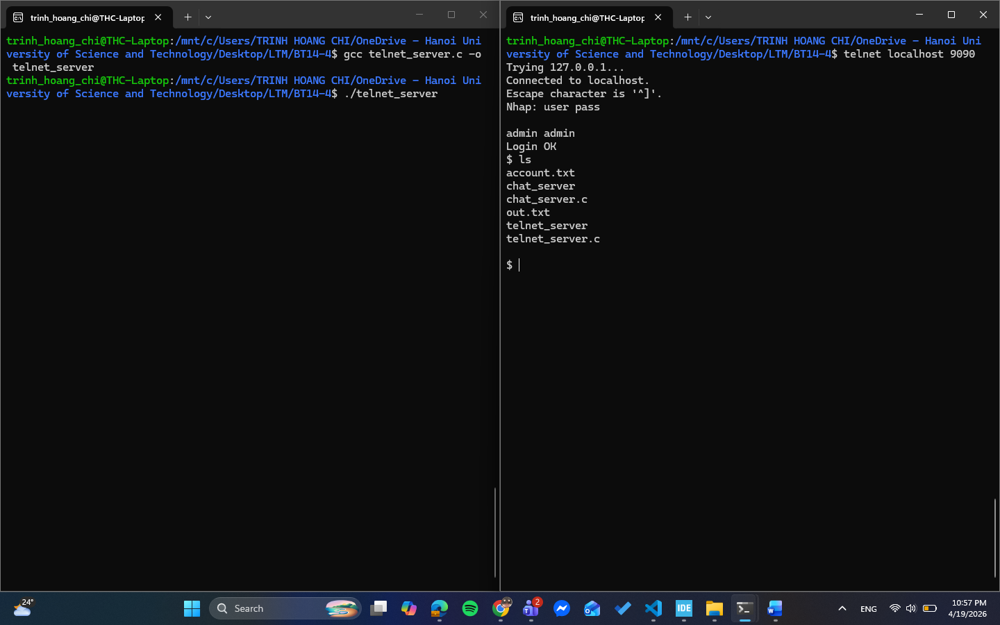 trinh_hoang_chi@THC-Laptop
trinh_hoang_chi@THC-Laptop:/mnt/c/Users/TRINH HOANG CHI/OneDrive - Hanoi Uni
versity of Science and Technology/Desktop/LTM/BT14-4$ gcc telnet_server.c -o
telnet_server
trinh_hoang_chi@THC-Laptop:/mnt/c/Users/TRINH HOANG CHI/OneDrive - Hanoi Uni
versity of Science and Technology/Desktop/LTM/BT14-4$ ./telnet_server
trinh_hoang_chi@THC-Laptop
trinh_hoang_chi@THC-Laptop:/mnt/c/Users/TRINH HOANG CHI/OneDrive - Hanoi Uni
versity of Science and Technology/Desktop/LTM/BT14-4$ telnet localhost 9090
Trying 127.0.0.1...
Connected to localhost.
Escape character is '^]'.
Nhap: user pass
admin admin
Login OK
$ ls
account.txt
chat_server
chat_server.c
out.txt
telnet_server
telnet_server.c
$
24°
Search
2
IDE
ENG
10:57 PM
4/19/2026